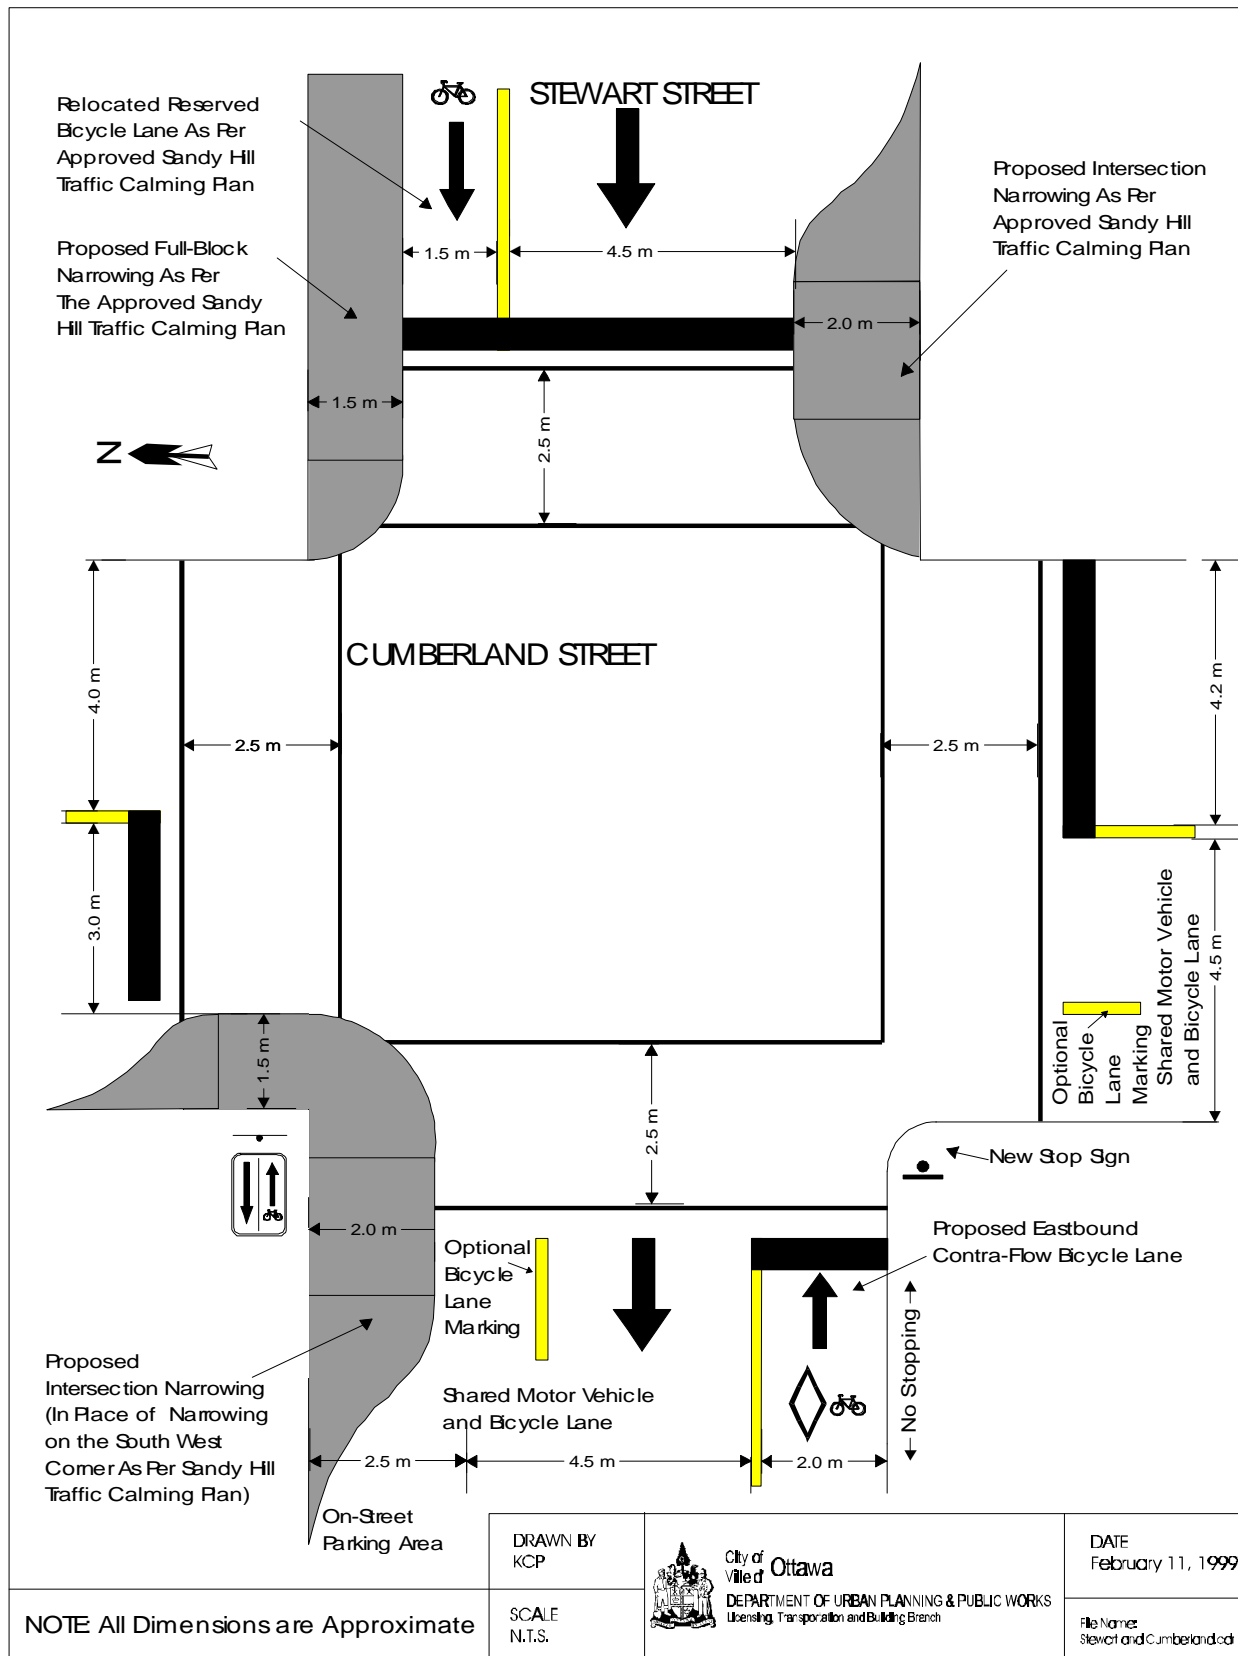 STEWART STREET
Relocated Reserved
Bicycle Lane As Per
Approved Sandy Hill
Traffic Calming Plan
Proposed Intersection
Narrowing As Per
Approved Sandy Hill
Traffic Calming Plan
Proposed Full-Block
Narrowing As Per
The Approved Sandy
Hill Traffic Calming Plan
1.5 m
4.5 m
2.0 m
1.5 m
2.5 m
N
CUMBERLAND STREET
4.0 m
4.2 m
2.5 m
2.5 m
3.0 m
4.5 m
Shared Motor Vehicle
and Bicycle Lane
Optional
Bicycle
Lane
Marking
1.5 m
2.5 m
New Stop Sign
2.0 m
Optional
Bicycle
Lane
Marking
Proposed Eastbound
Contra-Flow Bicycle Lane
No Stopping
Proposed
Intersection Narrowing
(In Place of Narrowing
on the South West
Corner As Per Sandy Hill
Traffic Calming Plan)
Shared Motor Vehicle
and Bicycle Lane
2.5 m
4.5 m
2.0 m
On-Street
Parking Area
DRAWN BY
KCP
SCALE
N.T.S.
City of
Ville d'
Ottawa
DEPARTMENT OF URBAN PLANNING & PUBLIC WORKS
Licensing, Transportation and Building Branch
DATE
February 11, 1999
File Name:
Stewart and Cumberland.cdr
NOTE: All Dimensions are Approximate